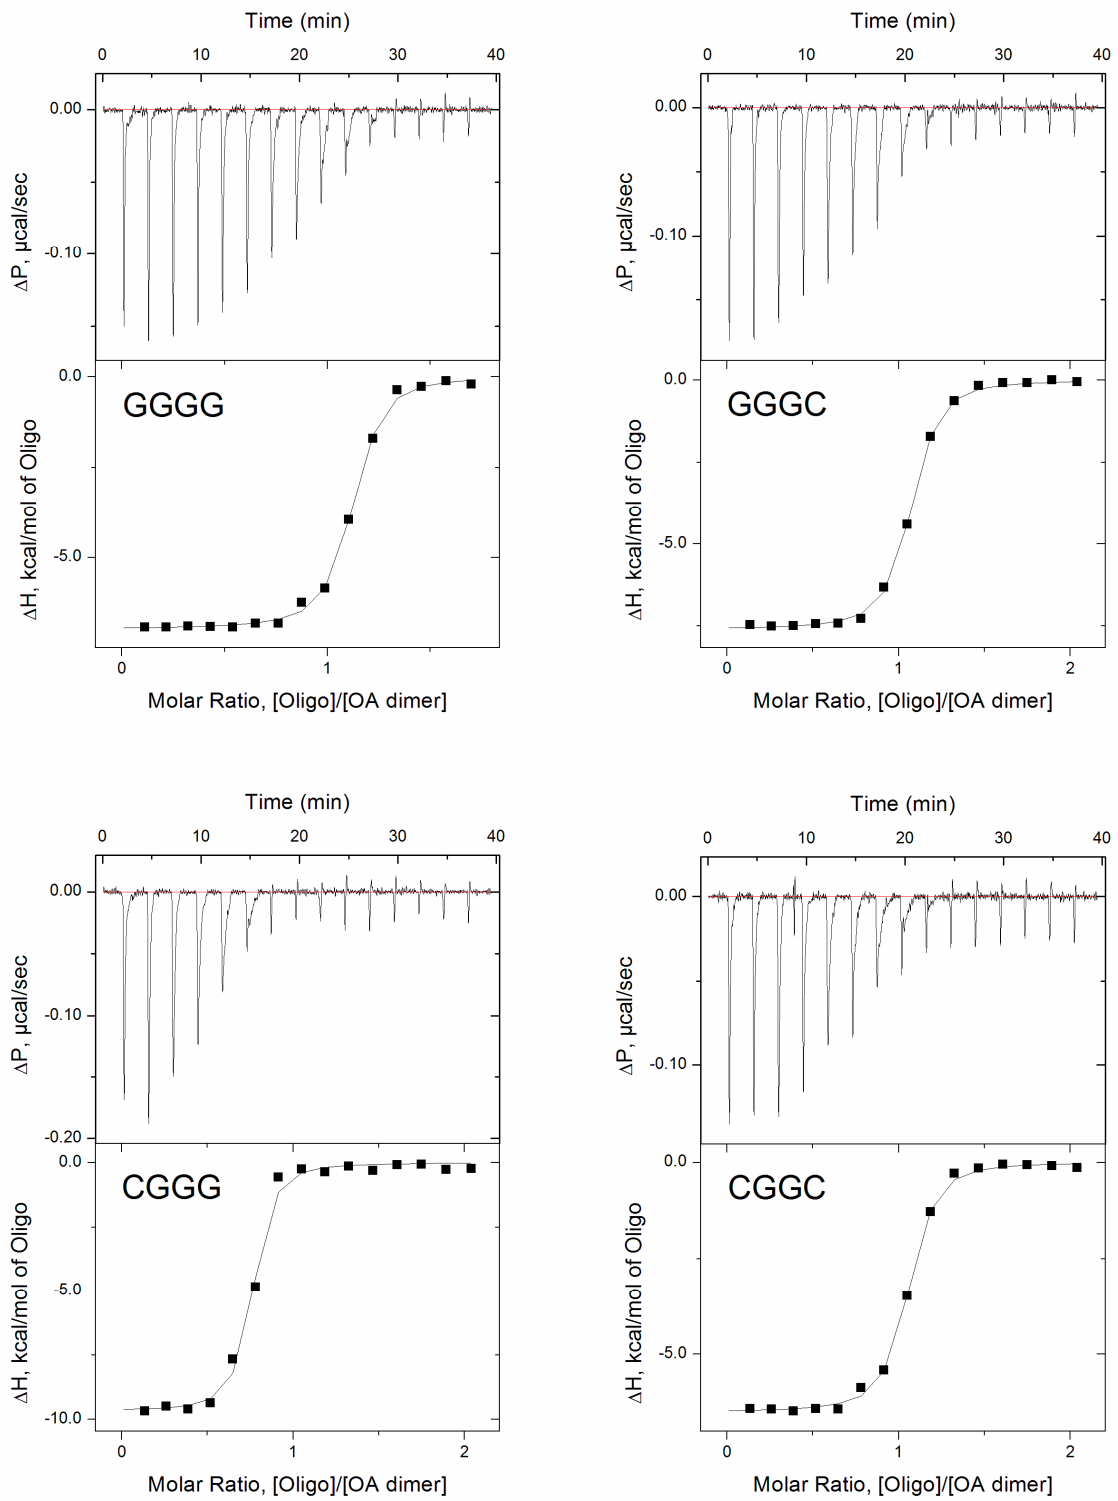 Time (min)
0 10 20 30 40
0.00
-0.10
ΔP, µcal/sec
0.0
-5.0
ΔH, kcal/mol of Oligo
GGGG
0 1
Molar Ratio, [Oligo]/[OA dimer]
Time (min)
0 10 20 30 40
0.00
-0.10
ΔP, µcal/sec
0.0
-5.0
ΔH, kcal/mol of Oligo
GGGC
0 1 2
Molar Ratio, [Oligo]/[OA dimer]
Time (min)
0 10 20 30 40
0.00
-0.10
-0.20
ΔP, µcal/sec
0.0
-5.0
-10.0
ΔH, kcal/mol of Oligo
CGGG
0 1 2
Molar Ratio, [Oligo]/[OA dimer]
Time (min)
0 10 20 30 40
0.00
-0.10
ΔP, µcal/sec
0.0
-5.0
ΔH, kcal/mol of Oligo
CGGC
0 1 2
Molar Ratio, [Oligo]/[OA dimer]